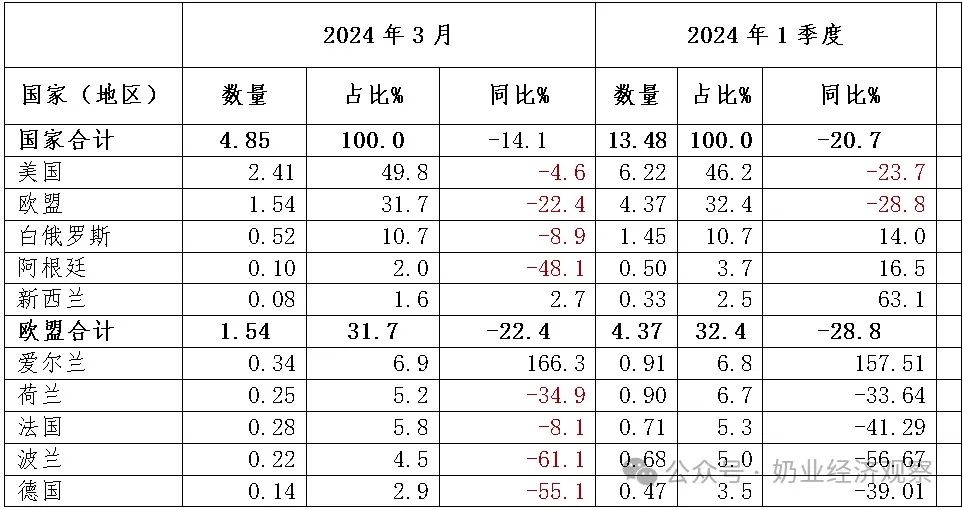 2024年3月 2024年1季度
国家（地区） 数量 占比% 同比% 数量 占比% 同比%
国家合计 4.85 100.0 -14.1 13.48 100.0 -20.7
美国 2.41 49.8 -4.6 6.22 46.2 -23.7
欧盟 1.54 31.7 -22.4 4.37 32.4 -28.8
白俄罗斯 0.52 10.7 -8.9 1.45 10.7 14.0
阿根廷 0.10 2.0 -48.1 0.50 3.7 16.5
新西兰 0.08 1.6 2.7 0.33 2.5 63.1
欧盟合计 1.54 31.7 -22.4 4.37 32.4 -28.8
爱尔兰 0.34 6.9 166.3 0.91 6.8 157.51
荷兰 0.25 5.2 -34.9 0.90 6.7 -33.64
法国 0.28 5.8 -8.1 0.71 5.3 -41.29
波兰 0.22 4.5 -61.1 0.68 5.0 -56.67
公众号·奶业经济观察
德国 0.14 2.9 -55.1 0.47 3.5 -39.01